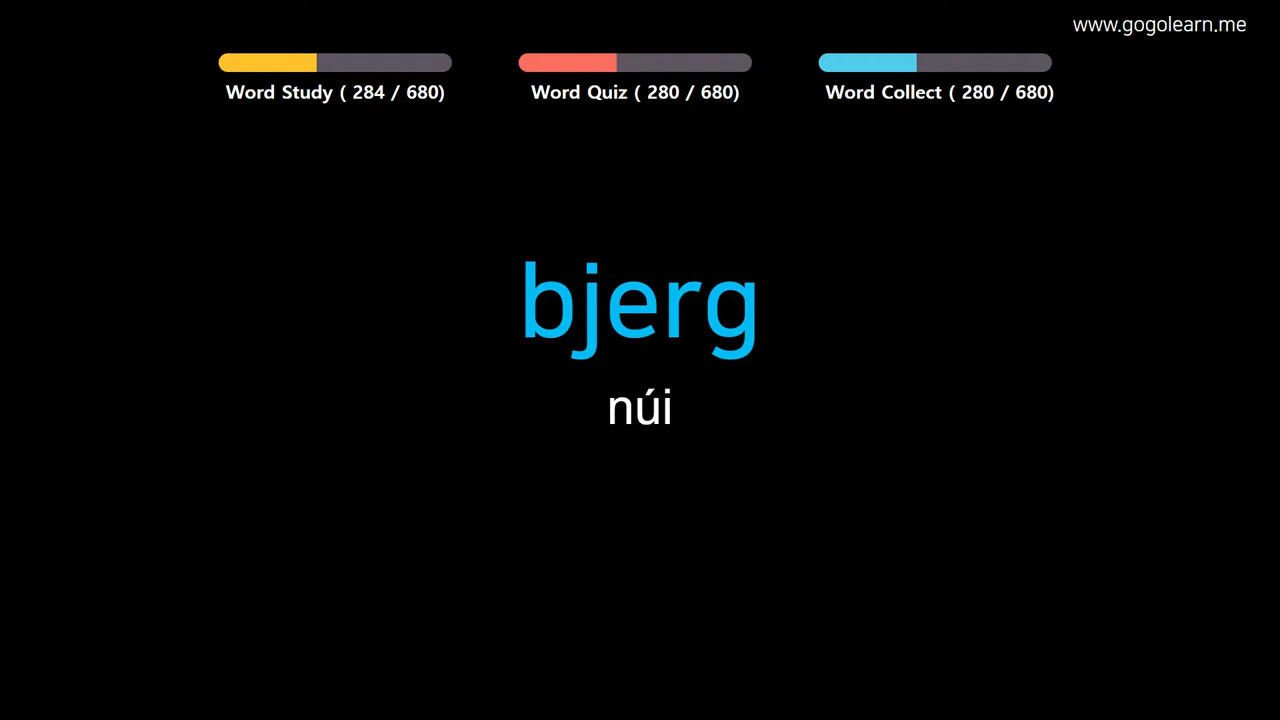 www.gogolearn.me
Word Study ( 284 / 680)
Word Quiz ( 280 / 680)
Word Collect ( 280 / 680)
bjerg
núi